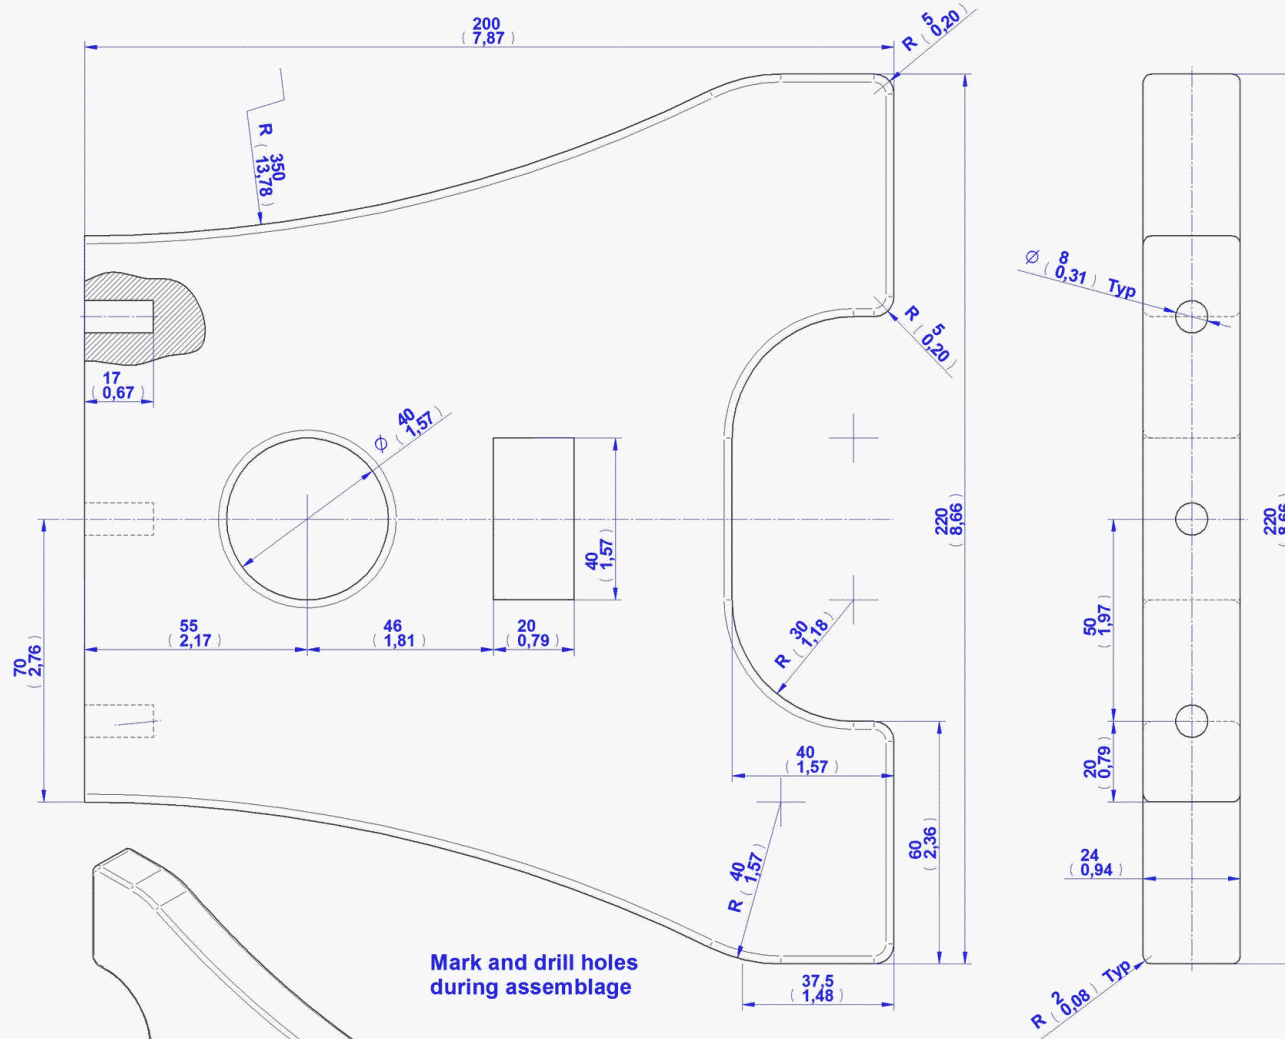 200
( 7,87 )
R ( 5
0,20 )
R ( 350
13,78 )
Ø ( 8
0,31 ) Typ
R ( 5
0,20 )
17
( 0,67 )
Ø ( 40
1,57 )
220
( 8,66 )
220
( 8,66
40
( 1,57 )
55
( 2,17 )
46
( 1,81 )
20
( 0,79 )
R ( 30
1,18 )
50
( 1,97 )
70
( 2,76 )
40
( 1,57 )
20
( 0,79 )
60
( 2,36 )
R ( 40
1,57 )
24
( 0,94 )
Mark and drill holes
during assemblage
37,5
( 1,48 )
R ( 2
0,08 ) Typ